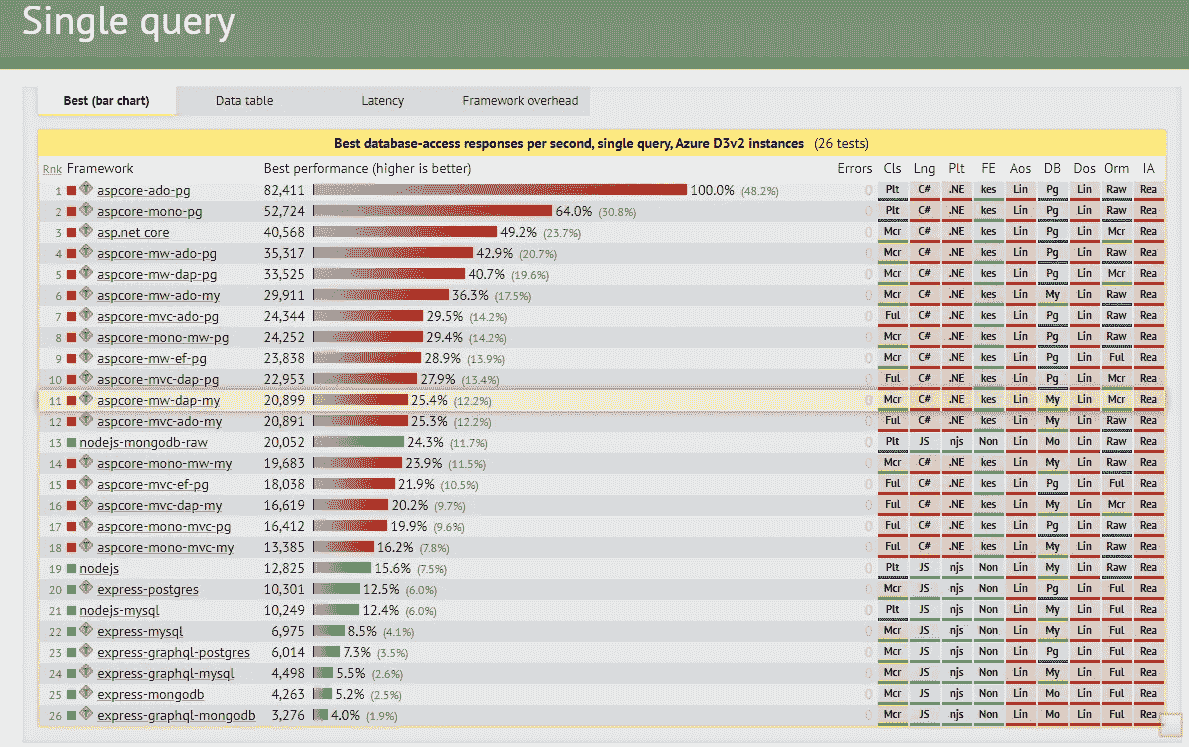 Single query
Best (bar chart) Data table Latency Framework overhead
Best database-access responses per second, single query, Azure D3v2 instances (26 tests)
Rnk Framework Best performance (higher is better) Errors Cls Lng Plt FE Aos DB Dos Orm IA
1 aspcore-ado-pg 82,411 100.0% (48.2%) 0 Plt C# .NE kes Lin Pg Lin Raw Rea
2 aspcore-mono-pg 52,724 64.0% (30.8%) 0 Plt C# .NE kes Lin Pg Lin Raw Rea
3 asp.net core 40,568 49.2% (23.7%) 0 Mcr C# .NE kes Lin Pg Lin Mcr Rea
4 aspcore-mw-ado-pg 35,317 42.9% (20.7%) 0 Mcr C# .NE kes Lin Pg Lin Raw Rea
5 aspcore-mw-dap-pg 33,525 40.7% (19.6%) 0 Mcr C# .NE kes Lin Pg Lin Mcr Rea
6 aspcore-mw-ado-my 29,911 36.3% (17.5%) 0 Mcr C# .NE kes Lin My Lin Raw Rea
7 aspcore-mvc-ado-pg 24,344 29.5% (14.2%) 0 Ful C# .NE kes Lin Pg Lin Raw Rea
8 aspcore-mono-mw-pg 24,252 29.4% (14.2%) 0 Mcr C# .NE kes Lin Pg Lin Raw Rea
9 aspcore-mw-ef-pg 23,838 28.9% (13.9%) 0 Mcr C# .NE kes Lin Pg Lin Ful Rea
10 aspcore-mvc-dap-pg 22,953 27.9% (13.4%) 0 Ful C# .NE kes Lin Pg Lin Mcr Rea
11 aspcore-mw-dap-my 20,899 25.4% (12.2%) 0 Mcr C# .NE kes Lin My Lin Mcr Rea
12 aspcore-mvc-ado-my 20,891 25.3% (12.2%) 0 Ful C# .NE kes Lin My Lin Raw Rea
13 nodejs-mongodb-raw 20,052 24.3% (11.7%) 0 Plt JS njs Non Lin Mo Lin Raw Rea
14 aspcore-mono-mw-my 19,683 23.9% (11.5%) 0 Mcr C# .NE kes Lin My Lin Raw Rea
15 aspcore-mvc-ef-pg 18,038 21.9% (10.5%) 0 Ful C# .NE kes Lin Pg Lin Ful Rea
16 aspcore-mvc-dap-my 16,619 20.2% (9.7%) 0 Ful C# .NE kes Lin My Lin Mcr Rea
17 aspcore-mono-mvc-pg 16,412 19.9% (9.6%) 0 Ful C# .NE kes Lin Pg Lin Raw Rea
18 aspcore-mono-mvc-my 13,385 16.2% (7.8%) 0 Ful C# .NE kes Lin My Lin Raw Rea
19 nodejs 12,825 15.6% (7.5%) 0 Plt JS njs Non Lin My Lin Raw Rea
20 express-postgres 10,301 12.5% (6.0%) 0 Mcr JS njs Non Lin Pg Lin Ful Rea
21 nodejs-mysql 10,249 12.4% (6.0%) 0 Plt JS njs Non Lin My Lin Ful Rea
22 express-mysql 6,975 8.5% (4.1%) 0 Mcr JS njs Non Lin My Lin Ful Rea
23 express-graphql-postgres 6,014 7.3% (3.5%) 0 Mcr JS njs Non Lin Pg Lin Ful Rea
24 express-graphql-mysql 4,498 5.5% (2.6%) 0 Mcr JS njs Non Lin My Lin Ful Rea
25 express-mongodb 4,263 5.2% (2.5%) 0 Mcr JS njs Non Lin Mo Lin Ful Rea
26 express-graphql-mongodb 3,276 4.0% (1.9%) 0 Mcr JS njs Non Lin Mo Lin Ful Rea